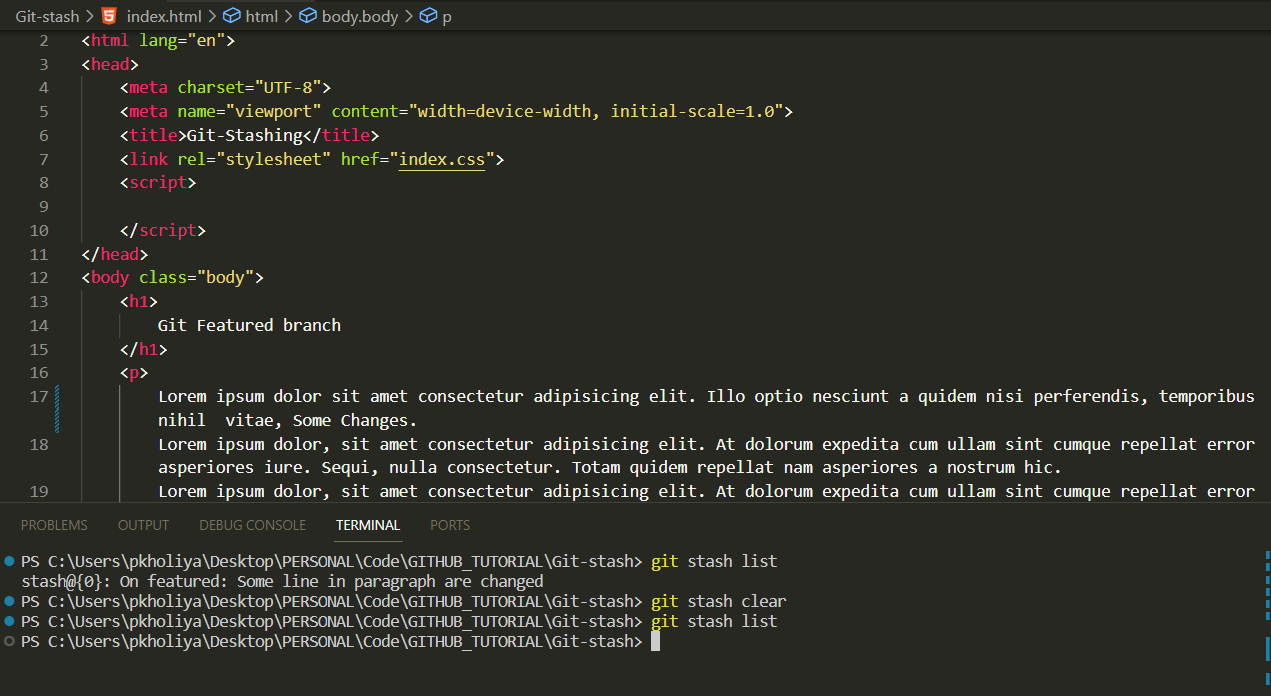 Git-stash > index.html > html > body.body > p
2 <html lang="en">
3 <head>
4 <meta charset="UTF-8">
5 <meta name="viewport" content="width=device-width, initial-scale=1.0">
6 <title>Git-Stashing</title>
7 <link rel="stylesheet" href="index.css">
8 <script>
9
10 </script>
11 </head>
12 <body class="body">
13 <h1>
14 Git Featured branch
15 </h1>
16 <p>
17 Lorem ipsum dolor sit amet consectetur adipisicing elit. Illo optio nesciunt a quidem nisi perferendis, temporibus
nihil  vitae, Some Changes.
18 Lorem ipsum dolor, sit amet consectetur adipisicing elit. At dolorum expedita cum ullam sint cumque repellat error
asperiores iure. Sequi, nulla consectetur. Totam quidem repellat nam asperiores a nostrum hic.
19 Lorem ipsum dolor, sit amet consectetur adipisicing elit. At dolorum expedita cum ullam sint cumque repellat error
PROBLEMS OUTPUT DEBUG CONSOLE TERMINAL PORTS
PS C:\Users\pkholiya\Desktop\PERSONAL\Code\GITHUB_TUTORIAL\Git-stash> git stash list
stash@{0}: On featured: Some line in paragraph are changed
PS C:\Users\pkholiya\Desktop\PERSONAL\Code\GITHUB_TUTORIAL\Git-stash> git stash clear
PS C:\Users\pkholiya\Desktop\PERSONAL\Code\GITHUB_TUTORIAL\Git-stash> git stash list
PS C:\Users\pkholiya\Desktop\PERSONAL\Code\GITHUB_TUTORIAL\Git-stash>